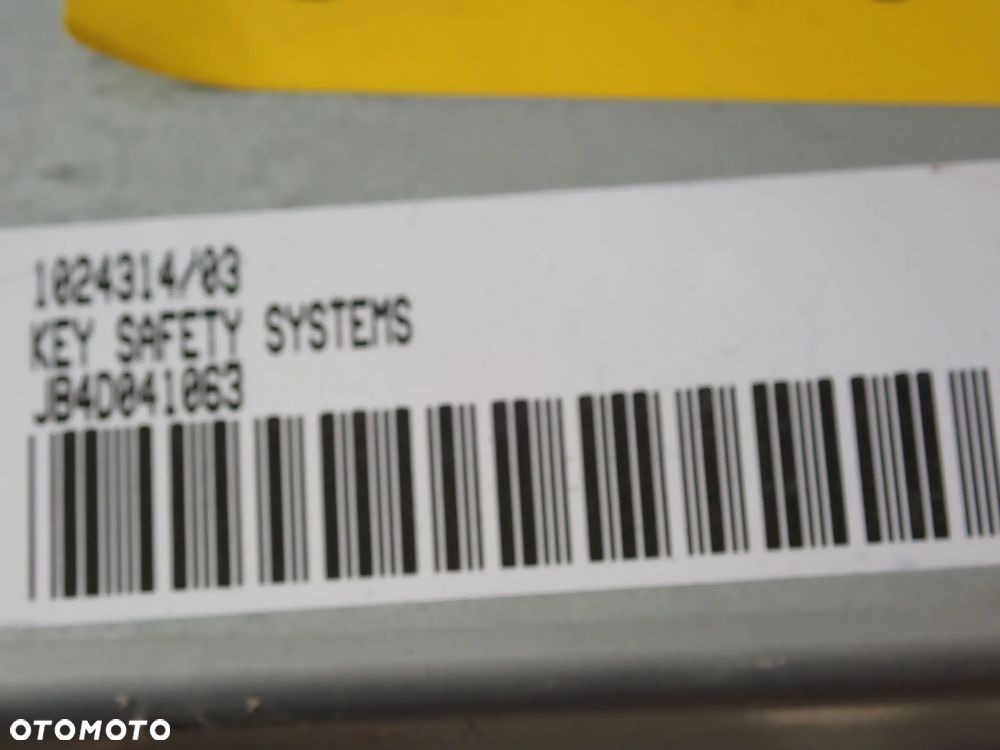 1024314/03
KEY SAFETY SYSTEMS
JB4D041063
OTOMOTO